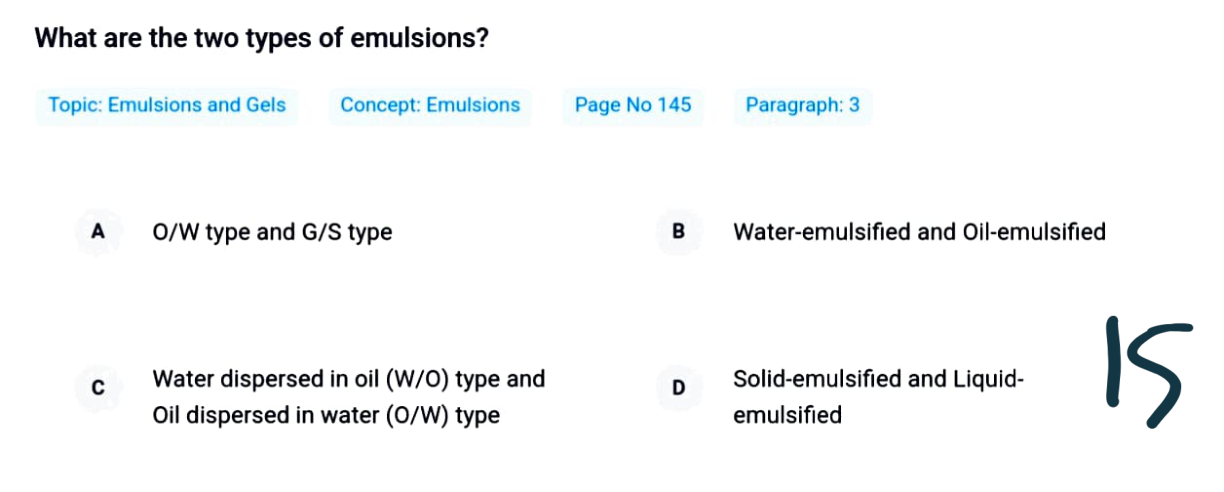 What are the two types of emulsions?
Topic: Emulsions and Gels Concept: Emulsions Page No 145 Paragraph: 3
A O/W type and G/S type
B Water-emulsified and Oil-emulsified
C Water dispersed in oil (W/O) type and
Oil dispersed in water (O/W) type
D Solid-emulsified and Liquid-
emulsified
15